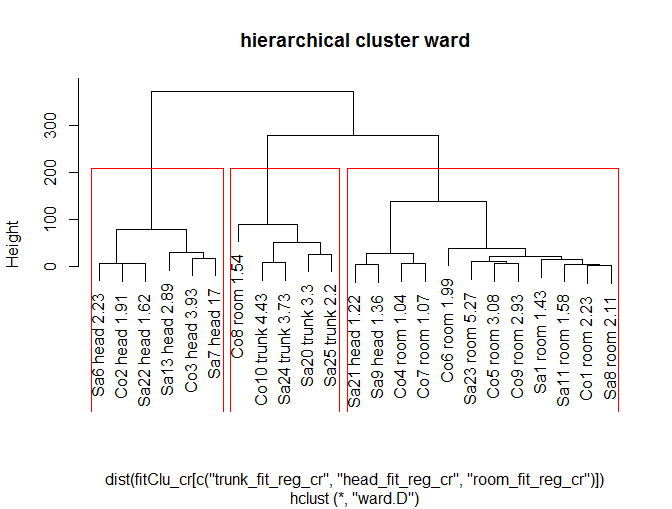 hierarchical cluster ward
Height
0
100
200
300
Sa6 head 2.23
Co2 head 1.91
Sa22 head 1.62
Sa13 head 2.89
Co3 head 3.93
Sa7 head 17
Co8 room 1.54
Co10 trunk 4.43
Sa24 trunk 3.73
Sa20 trunk 3.3
Sa25 trunk 2.2
Sa21 head 1.22
Sa9 head 1.36
Co4 room 1.04
Co7 room 1.07
Co6 room 1.99
Sa23 room 5.27
Co5 room 3.08
Co9 room 2.93
Sa1 room 1.43
Sa11 room 1.58
Co1 room 2.23
Sa8 room 2.11
dist(fitClu_cr[c("trunk_fit_reg_cr", "head_fit_reg_cr", "room_fit_reg_cr")])
hclust (*, "ward.D")